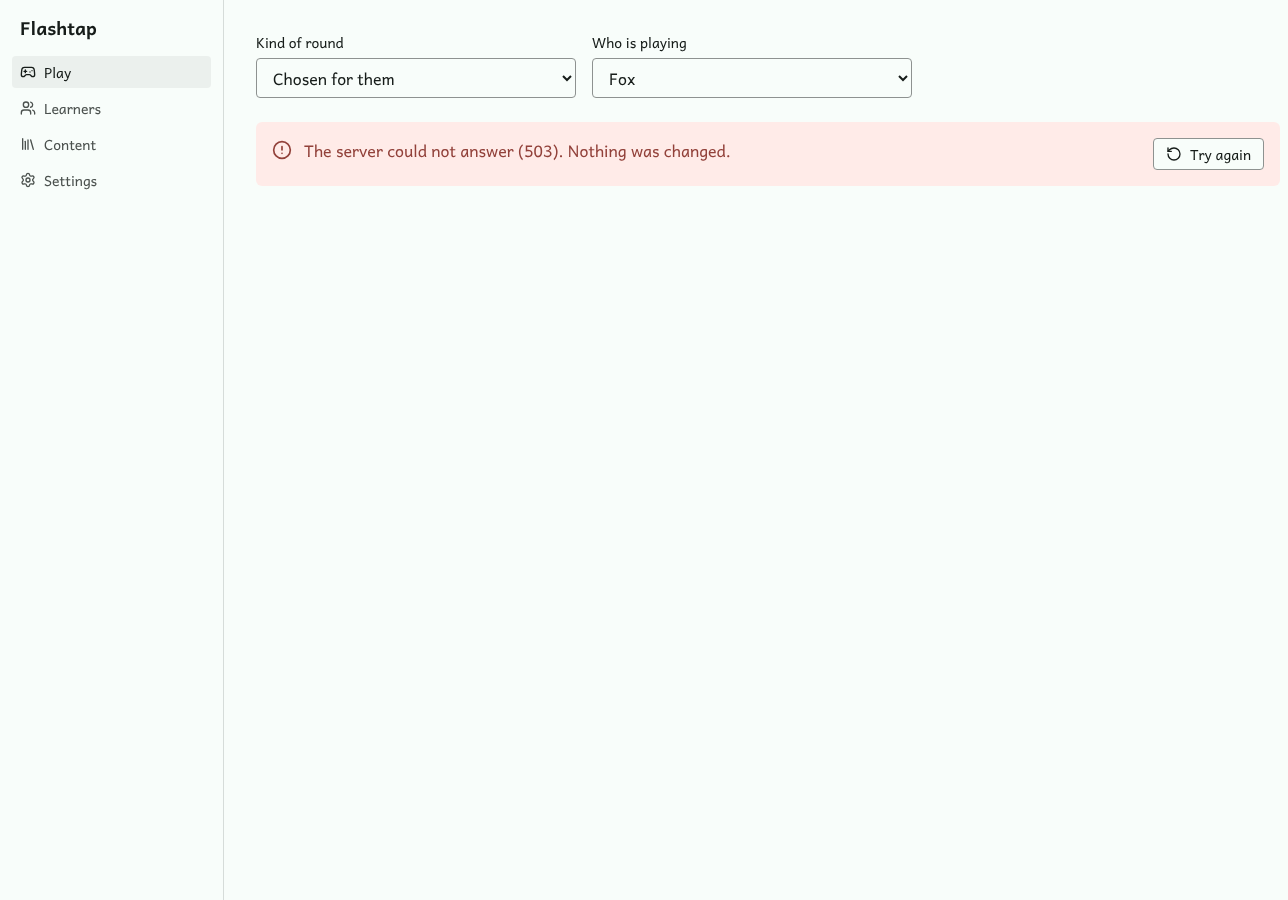 Flashtap
Play
Learners
Content
Settings
Kind of round
Chosen for them
Who is playing
Fox
The server could not answer (503). Nothing was changed.
Try again